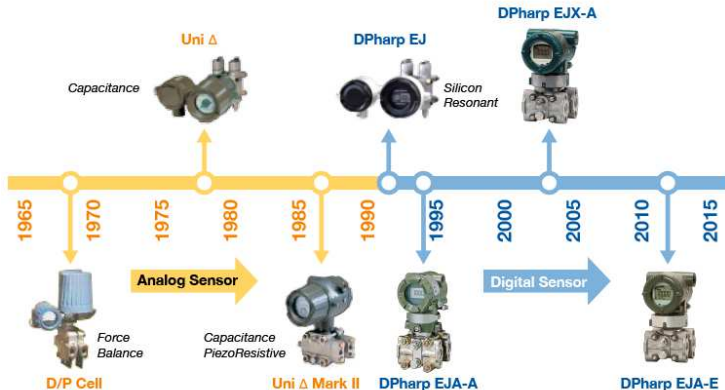 Uni Δ
DPharp EJ
DPharp EJX-A
Capacitance
Silicon
Resonant
1965
1970
1975
1980
1985
1990
1995
2000
2005
2010
2015
Analog Sensor
Digital Sensor
Force
Balance
Capacitance
PiezoResistive
D/P Cell
Uni Δ Mark II
DPharp EJA-A
DPharp EJA-E